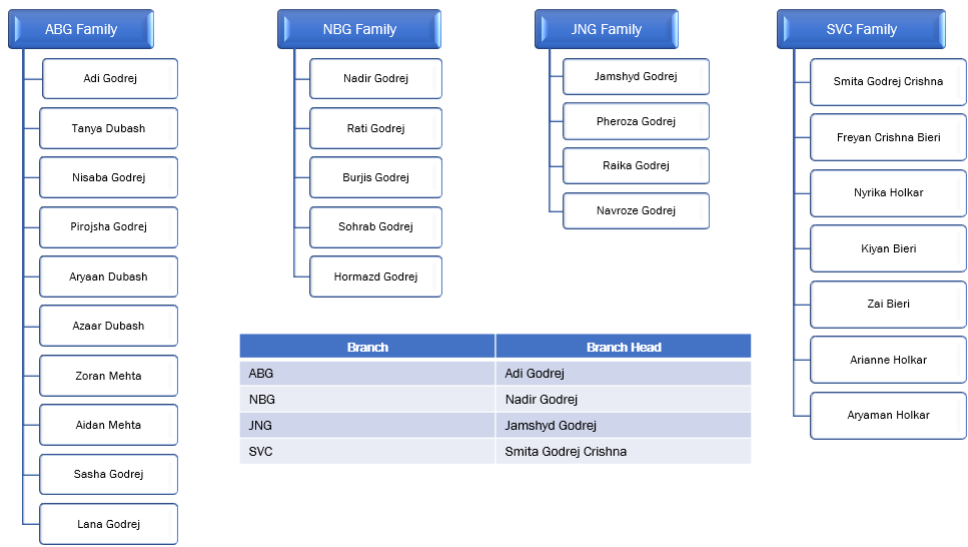 ABG Family
Adi Godrej
Tanya Dubash
Nisaba Godrej
Pirojsha Godrej
Aryaan Dubash
Azaar Dubash
Zoran Mehta
Aidan Mehta
Sasha Godrej
Lana Godrej
NBG Family
Nadir Godrej
Rati Godrej
Burjis Godrej
Sohrab Godrej
Hormazd Godrej
JNG Family
Jamshyd Godrej
Pheroza Godrej
Raika Godrej
Navroze Godrej
SVC Family
Smita Godrej Crishna
Freyan Crishna Bieri
Nyrika Holkar
Kiyan Bieri
Zai Bieri
Arianne Holkar
Aryaman Holkar
Branch Branch Head
ABG Adi Godrej
NBG Nadir Godrej
JNG Jamshyd Godrej
SVC Smita Godrej Crishna